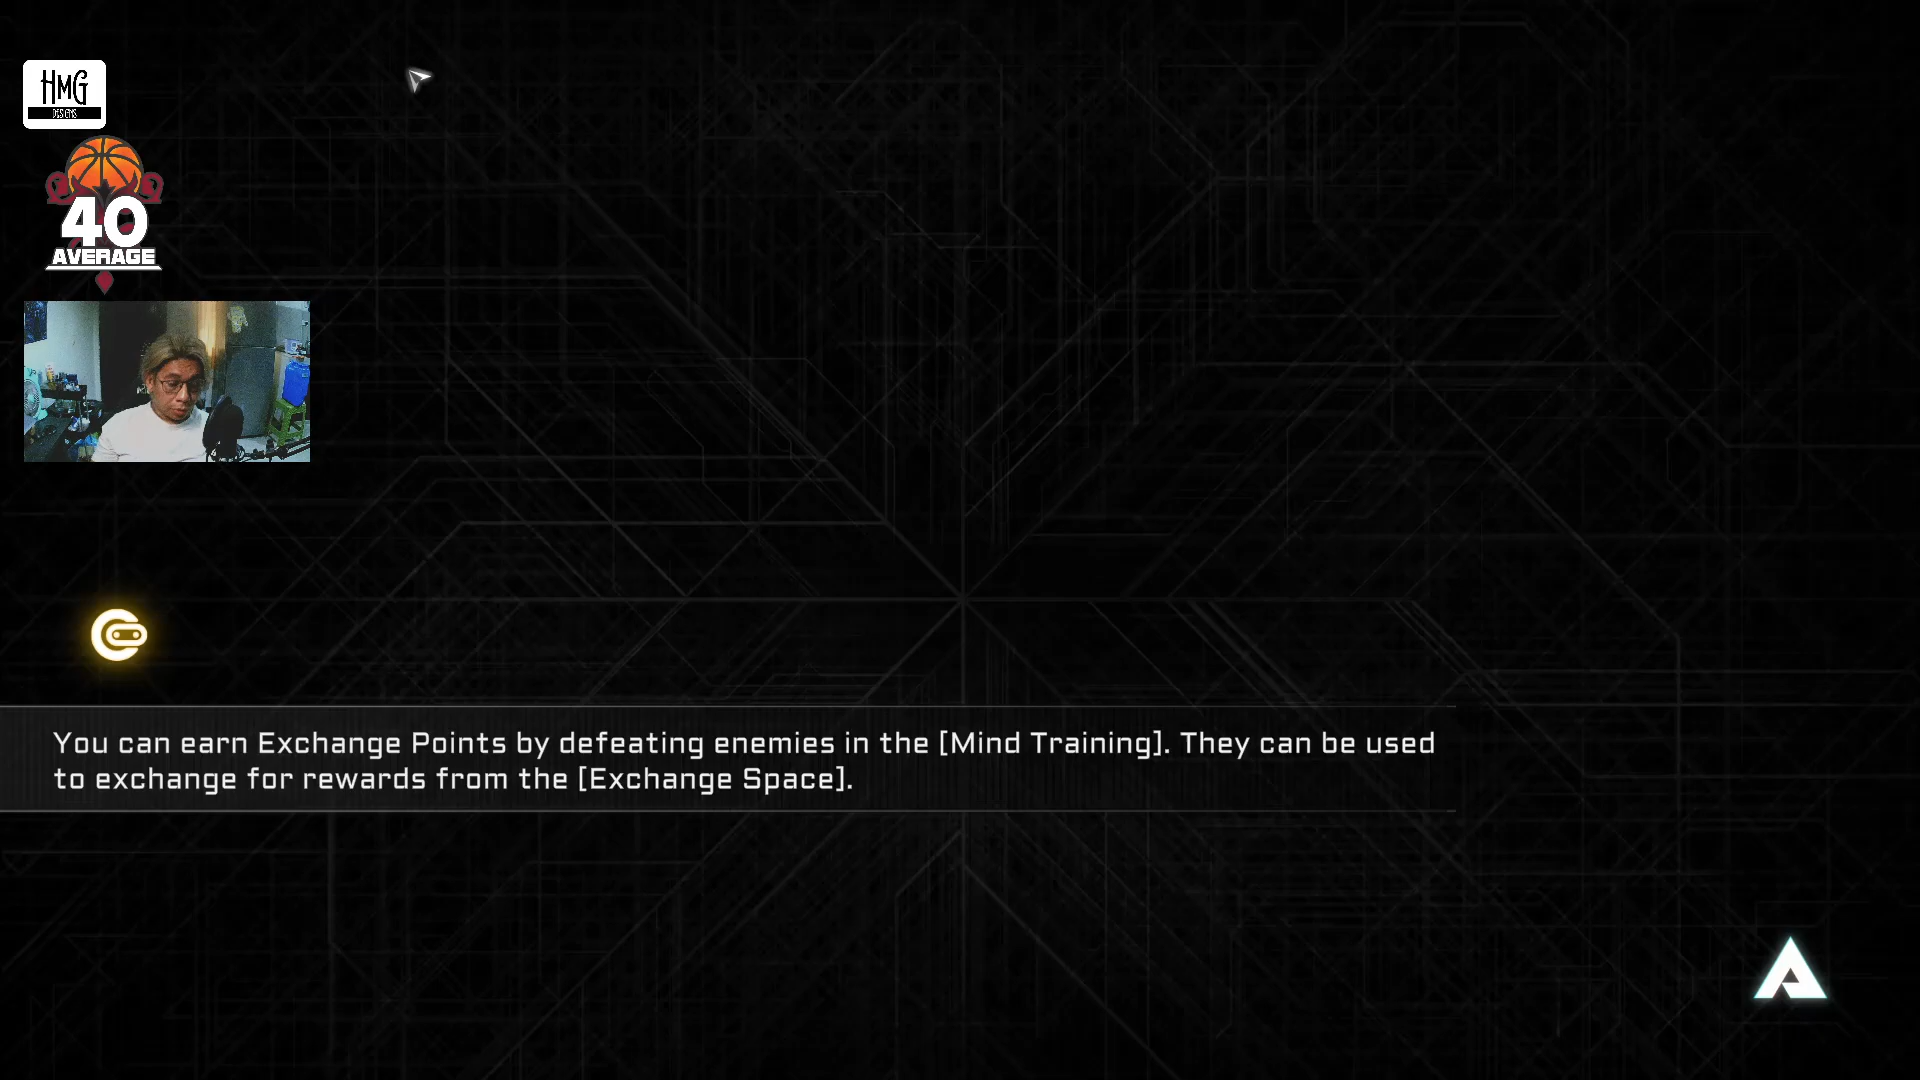 HMG
DESIGNS
40
AVERAGE
You can earn Exchange Points by defeating enemies in the [Mind Training]. They can be used
to exchange for rewards from the [Exchange Space].